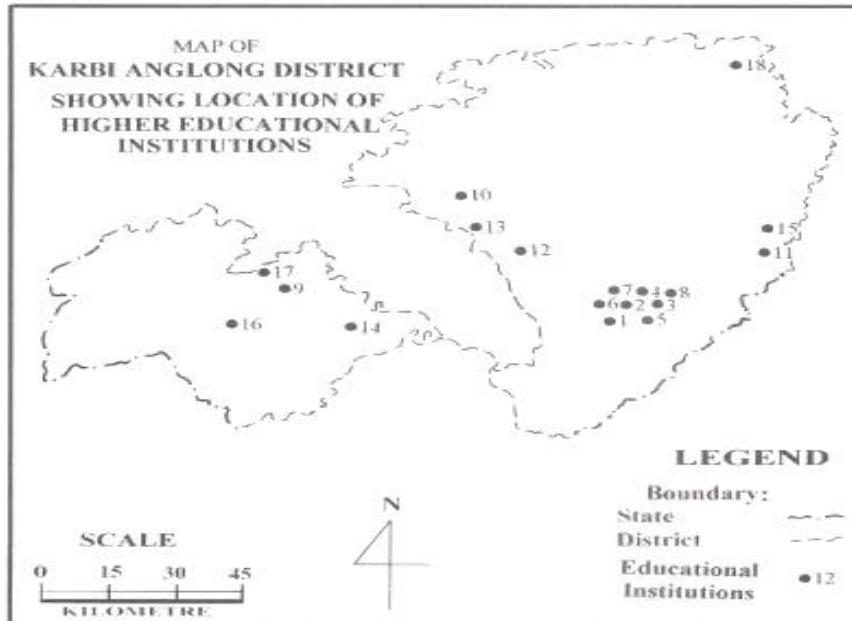 MAP OF
KARBI ANGLONG DISTRICT
SHOWING LOCATION OF
HIGHER EDUCATIONAL
INSTITUTIONS
18
10
13
15
12
11
17
9
7 4 8
6 2 3
16
14
1 5
LEGEND
Boundary:
State
District
Educational
Institutions
12
N
SCALE
0 15 30 45
KILOMETRE